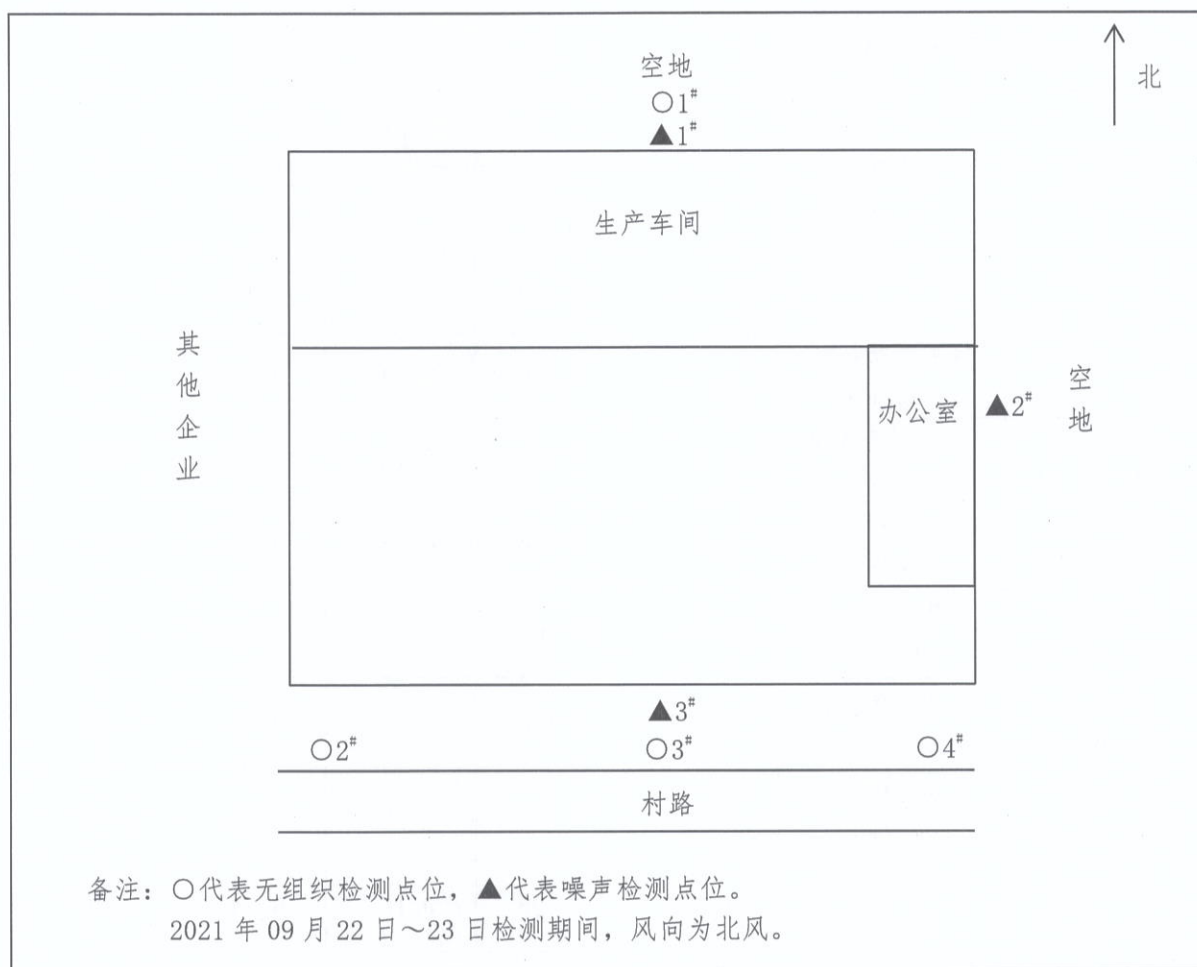 空地
北
○1#
▲1#
生产车间
其他企业
空地
办公室
▲2#
▲3#
○2#
○3#
○4#
村路
备注：○代表无组织检测点位，▲代表噪声检测点位。
2021 年 09 月 22 日～23 日检测期间，风向为北风。